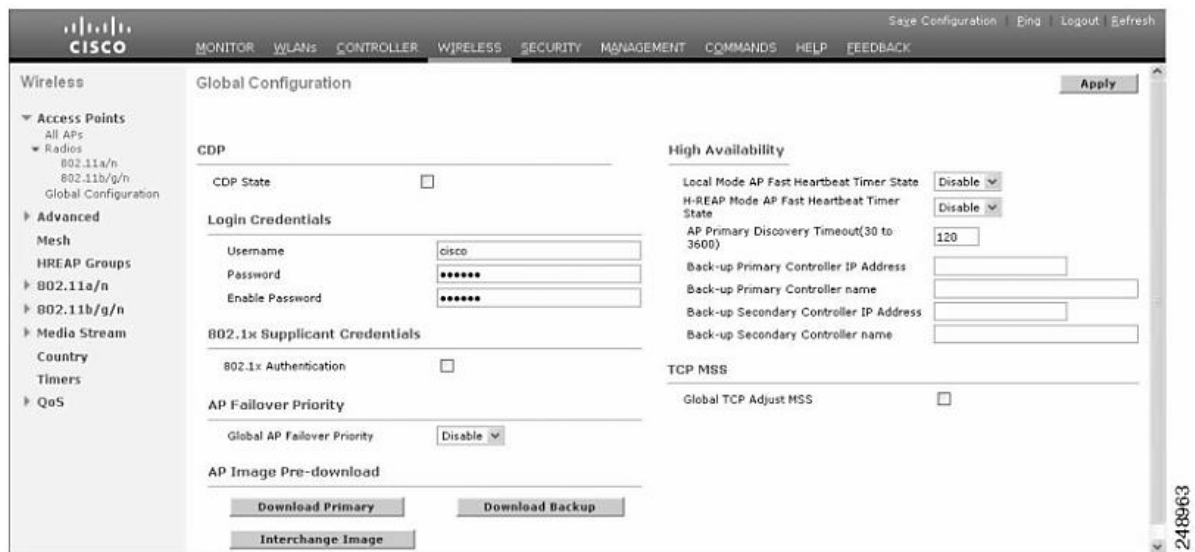 Save Configuration | Ping | Logout | Refresh
CISCO
MONITOR WLANs CONTROLLER WIRELESS SECURITY MANAGEMENT COMMANDS HELP FEEDBACK
Wireless
Access Points
All APs
Radios
802.11a/n
802.11b/g/n
Global Configuration
Advanced
Mesh
HREAP Groups
802.11a/n
802.11b/g/n
Media Stream
Country
Timers
QoS
Global Configuration
Apply
CDP
CDP State
Login Credentials
Username cisco
Password ••••••
Enable Password ••••••
802.1x Supplicant Credentials
802.1x Authentication
AP Failover Priority
Global AP Failover Priority Disable
AP Image Pre-download
Download Primary Download Backup
Interchange Image
High Availability
Local Mode AP Fast Heartbeat Timer State Disable
H-REAP Mode AP Fast Heartbeat Timer
State Disable
AP Primary Discovery Timeout(30 to
3600) 120
Back-up Primary Controller IP Address
Back-up Primary Controller name
Back-up Secondary Controller IP Address
Back-up Secondary Controller name
TCP MSS
Global TCP Adjust MSS
248963